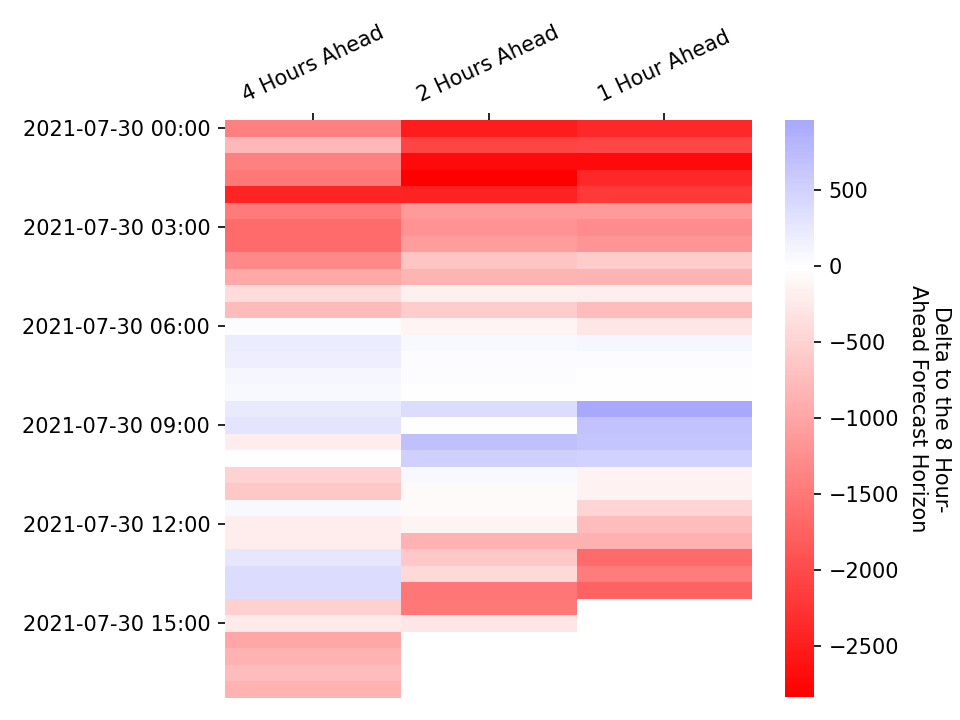 4 Hours Ahead
2 Hours Ahead
1 Hour Ahead
2021-07-30 00:00
2021-07-30 03:00
2021-07-30 06:00
2021-07-30 09:00
2021-07-30 12:00
2021-07-30 15:00
500
0
−500
−1000
−1500
−2000
−2500
Delta to the 8 Hour-
Ahead Forecast Horizon